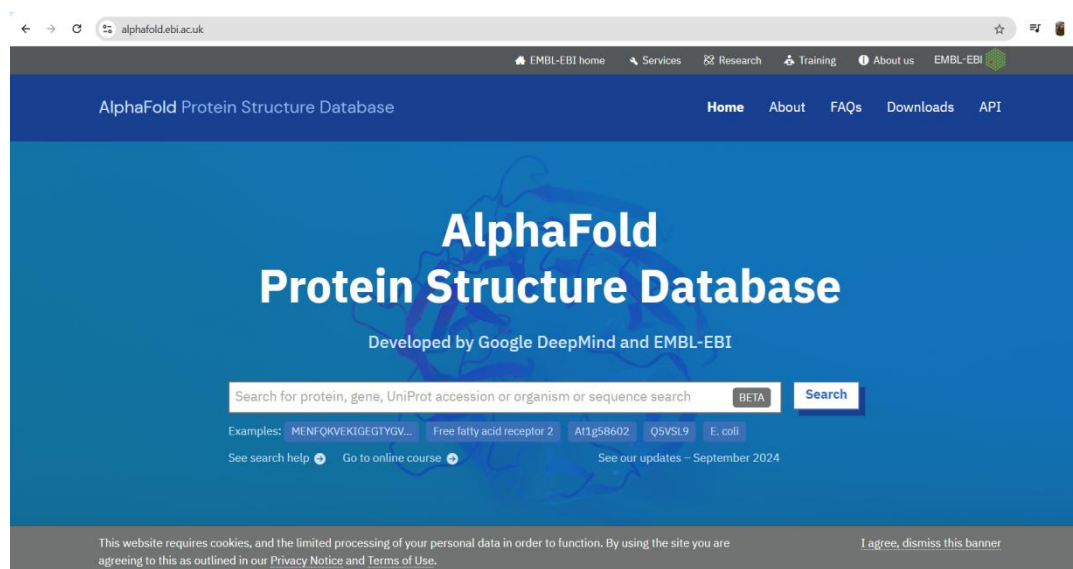 alphafold.ebi.ac.uk
EMBL-EBI home Services Research Training About us EMBL-EBI
AlphaFold Protein Structure Database Home About FAQs Downloads API
AlphaFold
Protein Structure Database
Developed by Google DeepMind and EMBL-EBI
Search for protein, gene, UniProt accession or organism or sequence search BETA Search
Examples: MENFQKVEKIGEGTYGV... Free fatty acid receptor 2 At1g58602 Q5VSL9 E. coli
See search help Go to online course See our updates – September 2024
This website requires cookies, and the limited processing of your personal data in order to function. By using the site you are I agree, dismiss this banner
agreeing to this as outlined in our Privacy Notice and Terms of Use.